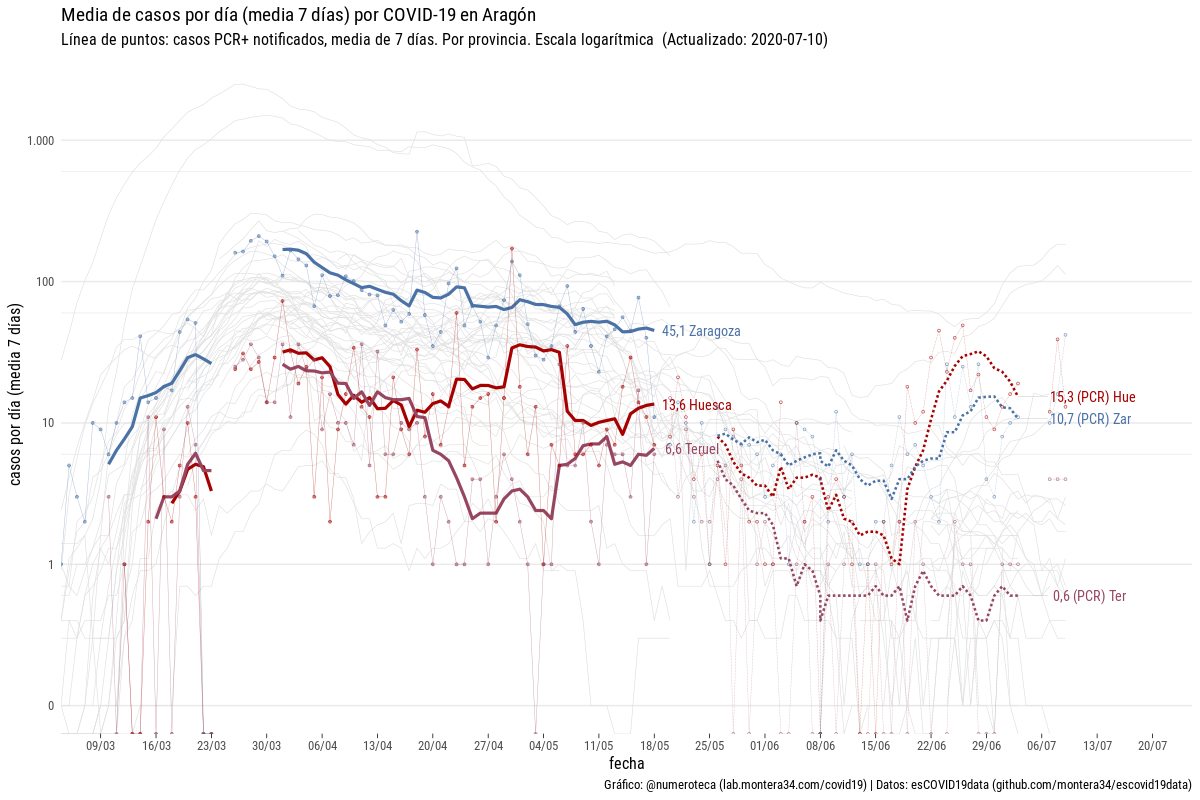 Media de casos por día (media 7 días) por COVID-19 en Aragón
Línea de puntos: casos PCR+ notificados, media de 7 días. Por provincia. Escala logarítmica (Actualizado: 2020-07-10)
casos por día (media 7 días)
1.000
100
10
1
0
45,1 Zaragoza
13,6 Huesca
6,6 Teruel
15,3 (PCR) Hue
10,7 (PCR) Zar
0,6 (PCR) Ter
09/03 16/03 23/03 30/03 06/04 13/04 20/04 27/04 04/05 11/05 18/05 25/05 01/06 08/06 15/06 22/06 29/06 06/07 13/07 20/07
fecha
Gráfico: @numeroteca (lab.montera34.com/covid19) | Datos: esCOVID19data (github.com/montera34/escovid19data)